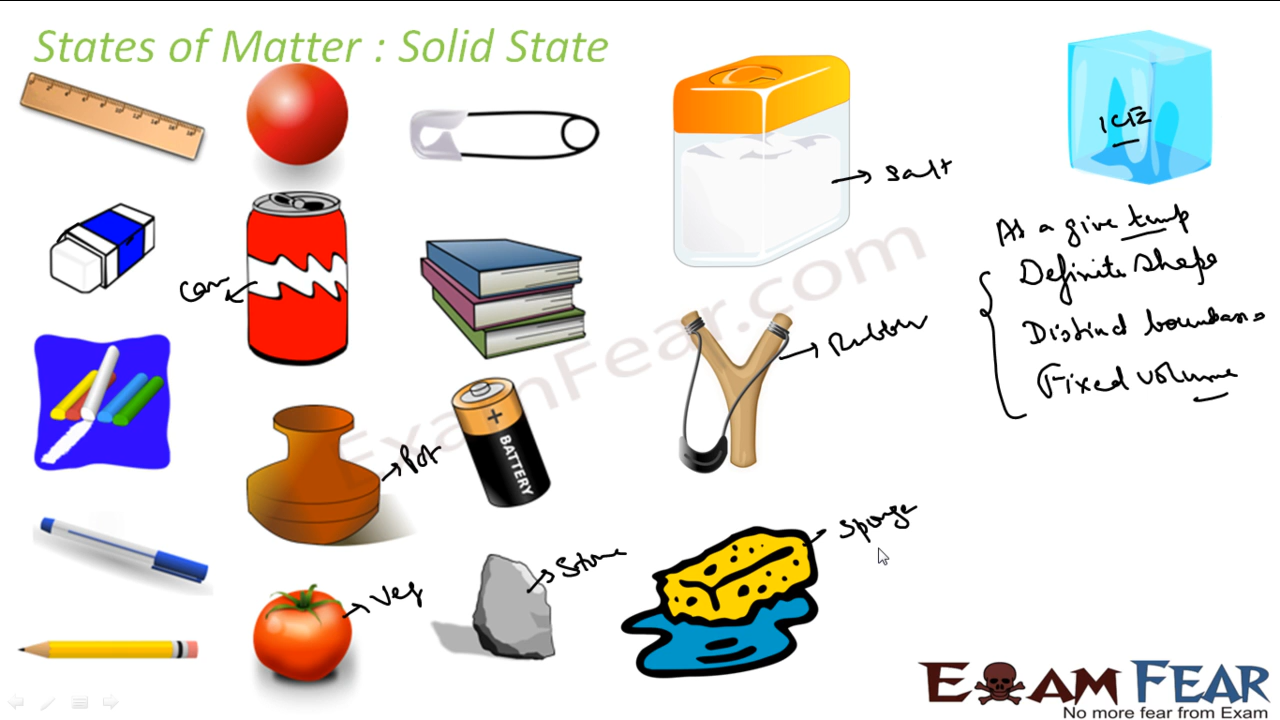 States of Matter : Solid State
ICE
Salt
At a give temp
Definite Shape
Distinct boundaries
Fixed volume
Can
Rubber
BATTERY
Pot
Sponge
Stone
Veg
ExamFear.com
EXAM FEAR
No more fear from Exam